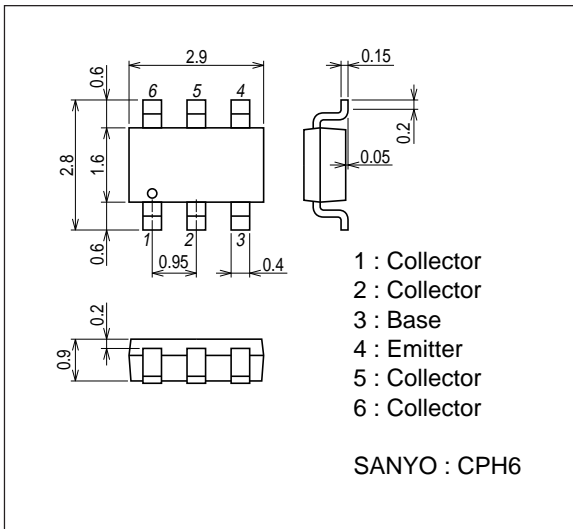 2.9
0.15
0.6
6
5
4
0.2
2.8
1.6
0.05
0.6
1
2
3
0.95
0.4
1 : Collector
2 : Collector
3 : Base
4 : Emitter
5 : Collector
6 : Collector
0.2
0.9
SANYO : CPH6